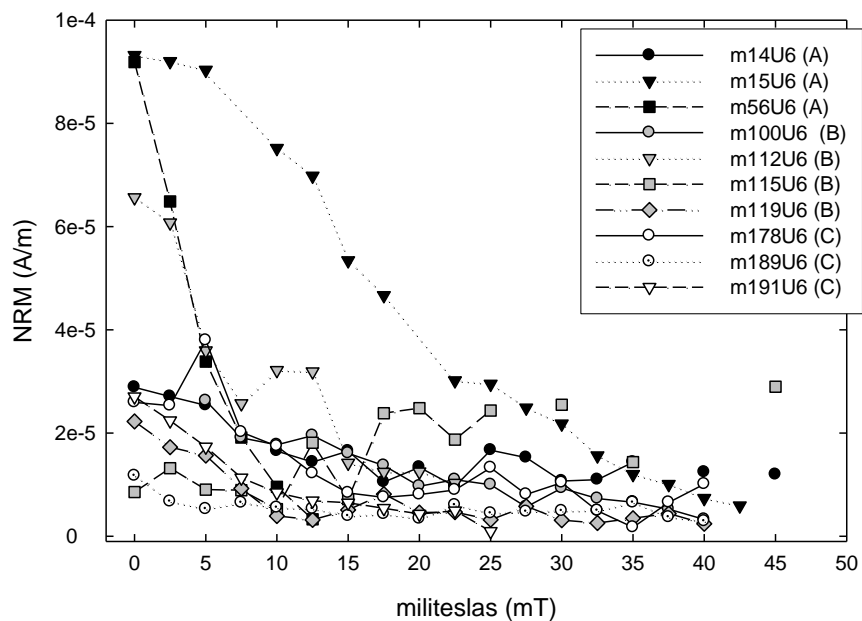 1e-4
8e-5
6e-5
4e-5
2e-5
0
NRM (A/m)
m14U6 (A)
m15U6 (A)
m56U6 (A)
m100U6 (B)
m112U6 (B)
m115U6 (B)
m119U6 (B)
m178U6 (C)
m189U6 (C)
m191U6 (C)
0 5 10 15 20 25 30 35 40 45 50
militeslas (mT)